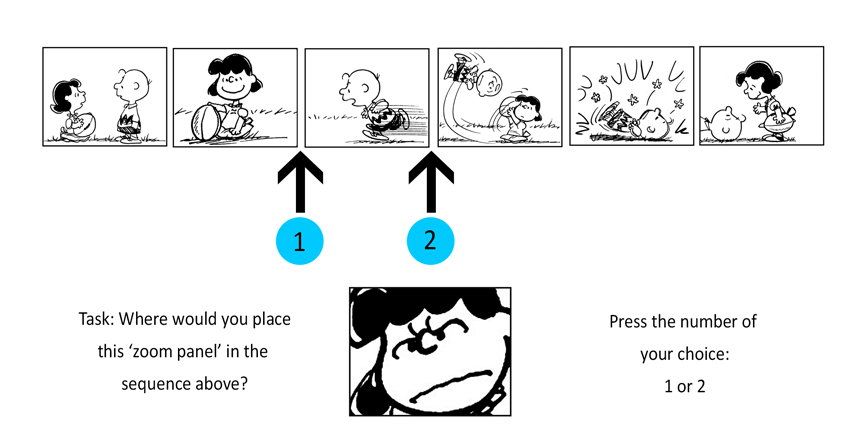 1
2
Task: Where would you place
this ‘zoom panel’ in the
sequence above?
Press the number of
your choice:
1 or 2